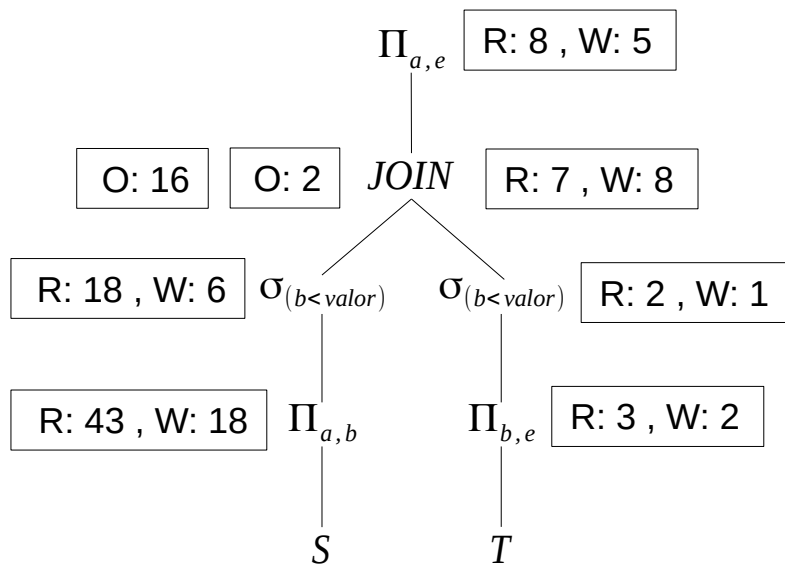 Π a,e R: 8 , W: 5
O: 16 O: 2 JOIN R: 7 , W: 8
R: 18 , W: 6 σ (b<valor) σ (b<valor) R: 2 , W: 1
R: 43 , W: 18 Π a,b Π b,e R: 3 , W: 2
S T